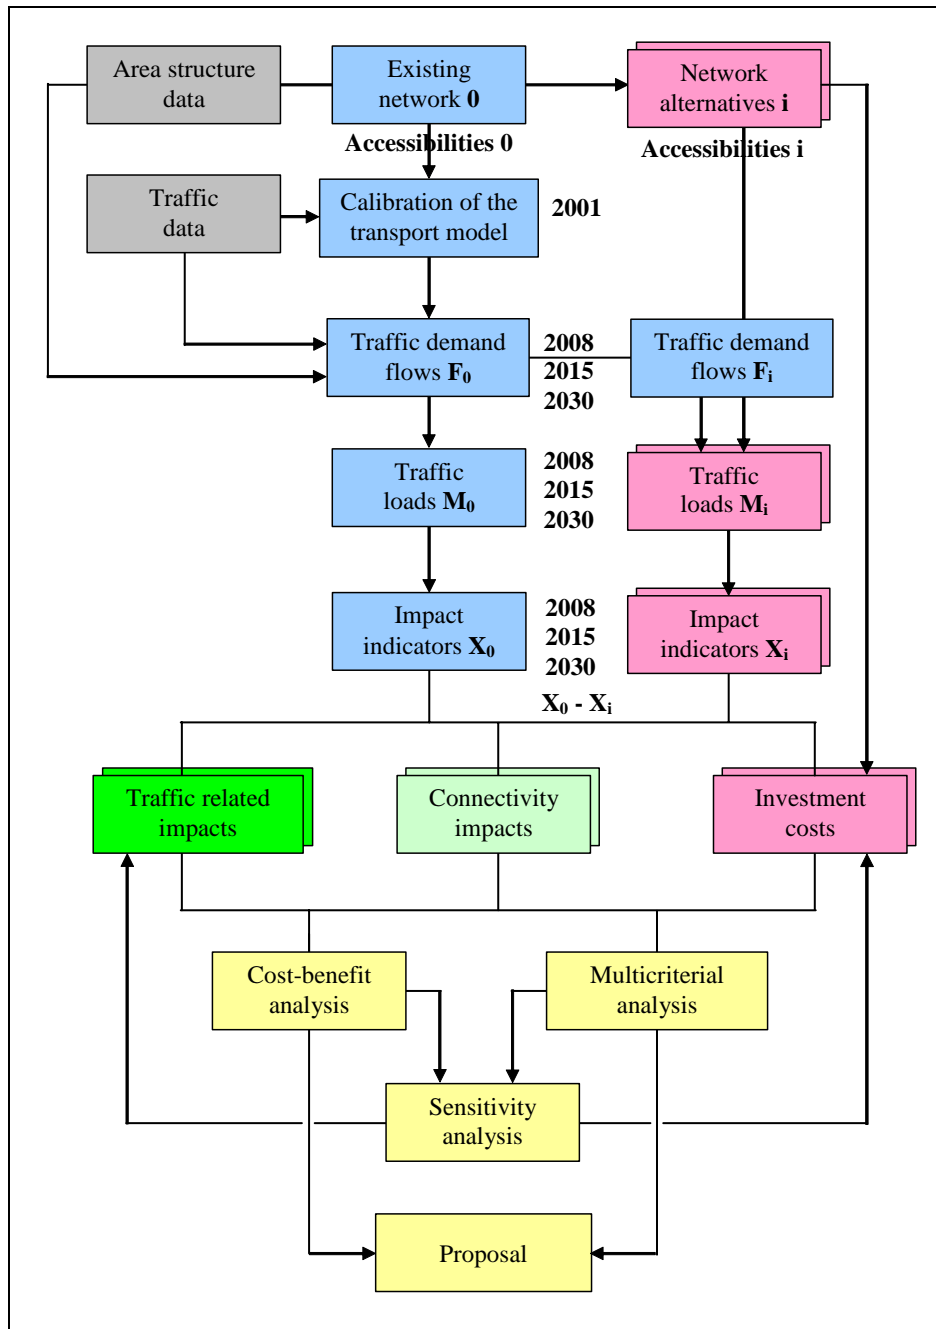 Area structure
data
Existing
network 0
Network
alternatives i
Accessibilities 0
Accessibilities i
Traffic
data
Calibration of the
transport model
2001
Traffic demand
flows F₀
2008
2015
2030
Traffic demand
flows Fᵢ
Traffic
loads M₀
2008
2015
2030
Traffic
loads Mᵢ
Impact
indicators X₀
2008
2015
2030
Impact
indicators Xᵢ
X₀ - Xᵢ
Traffic related
impacts
Connectivity
impacts
Investment
costs
Cost-benefit
analysis
Multicriterial
analysis
Sensitivity
analysis
Proposal